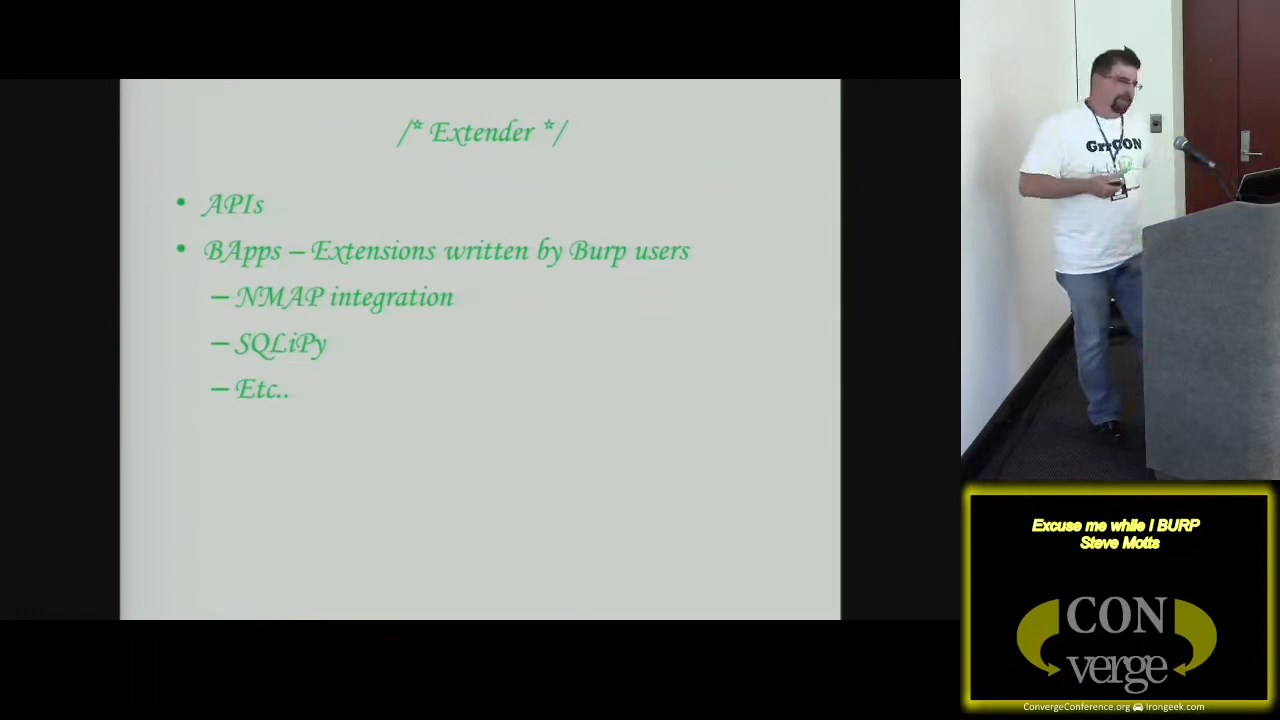 /* Extender */
• APIs
• BApps – Extensions written by Burp users
– NMAP integration
– SQLiPy
– Etc..
GrrCON
Excuse me while I BURP
Steve Motts
CON
verge
ConvergeConference.org Irongeek.com